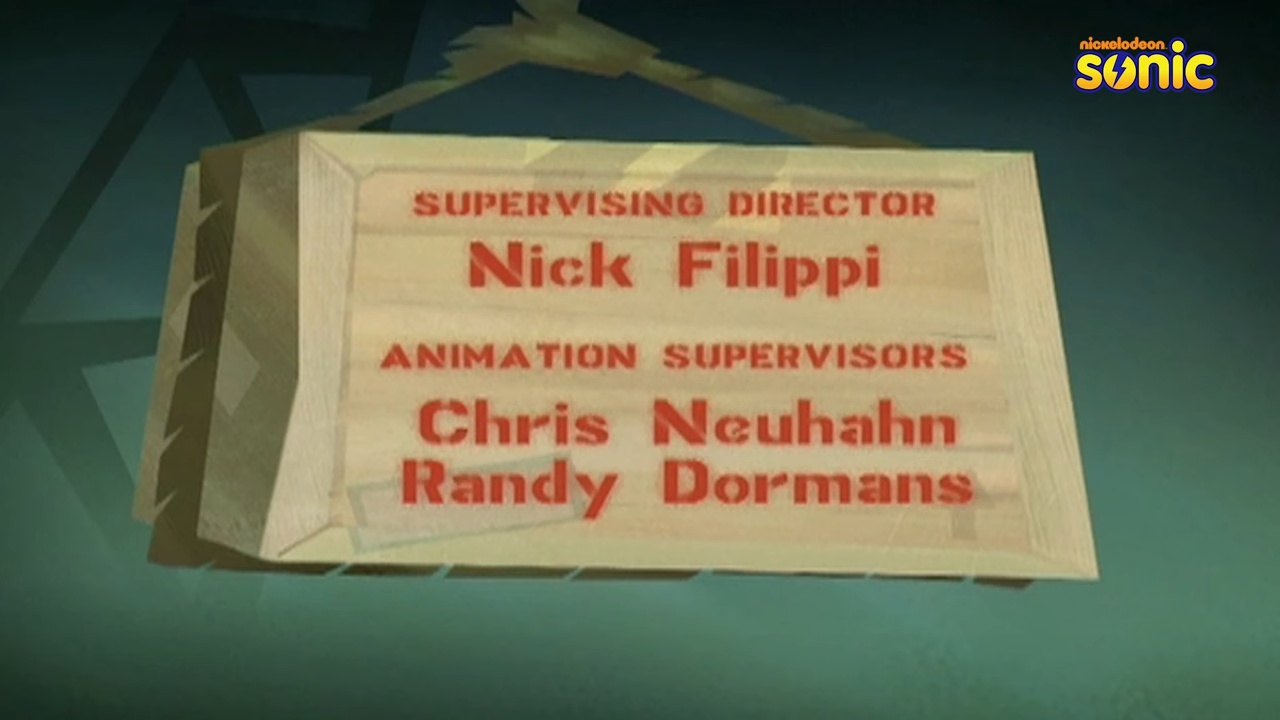 nickelodeon
sonic
SUPERVISING DIRECTOR
Nick Filippi
ANIMATION SUPERVISORS
Chris Neuhahn
Randy Dormans